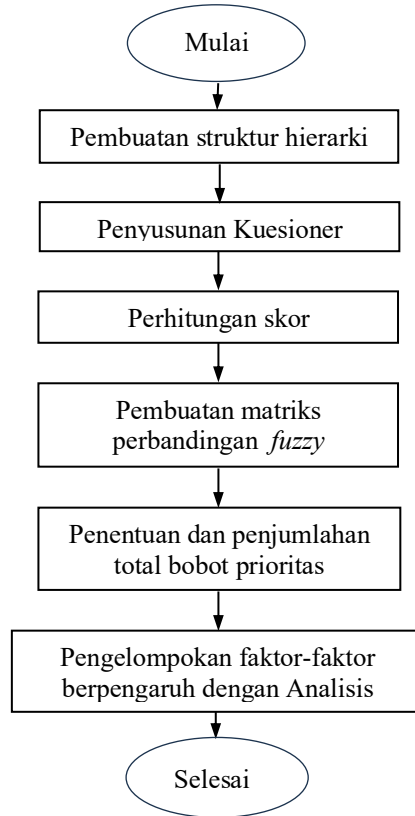 Mulai
Pembuatan struktur hierarki
Penyusunan Kuesioner
Perhitungan skor
Pembuatan matriks
perbandingan fuzzy
Penentuan dan penjumlahan
total bobot prioritas
Pengelompokan faktor-faktor
berpengaruh dengan Analisis
Selesai